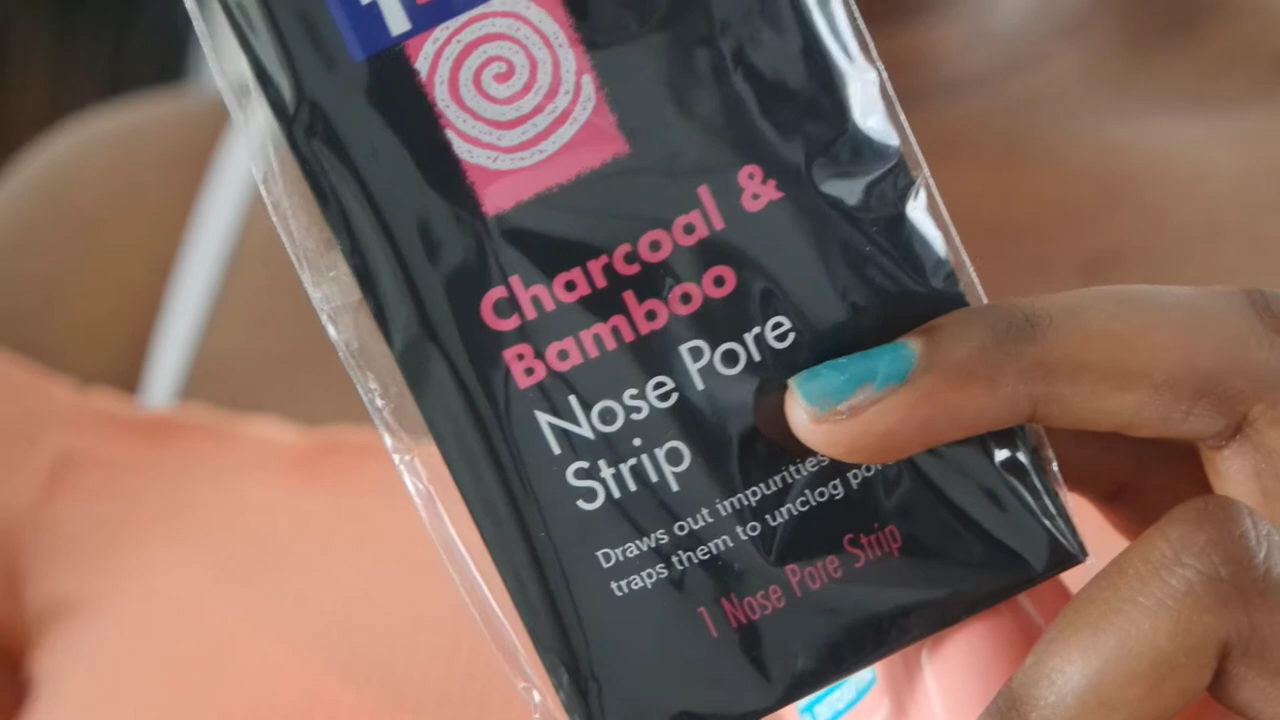 Charcoal &
Bamboo
Nose Pore
Strip
Draws out impurities
traps them to unclog
1 Nose Pore Strip